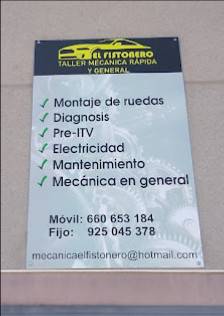 EL FISTONERO
TALLER MECANICA RÁPIDA
Y GENERAL
Montaje de ruedas
Diagnosis
Pre-ITV
Electricidad
Mantenimiento
Mecánica en general
Móvil: 660 653 184
Fijo: 925 045 378
mecanicaelfistonero@hotmail.com